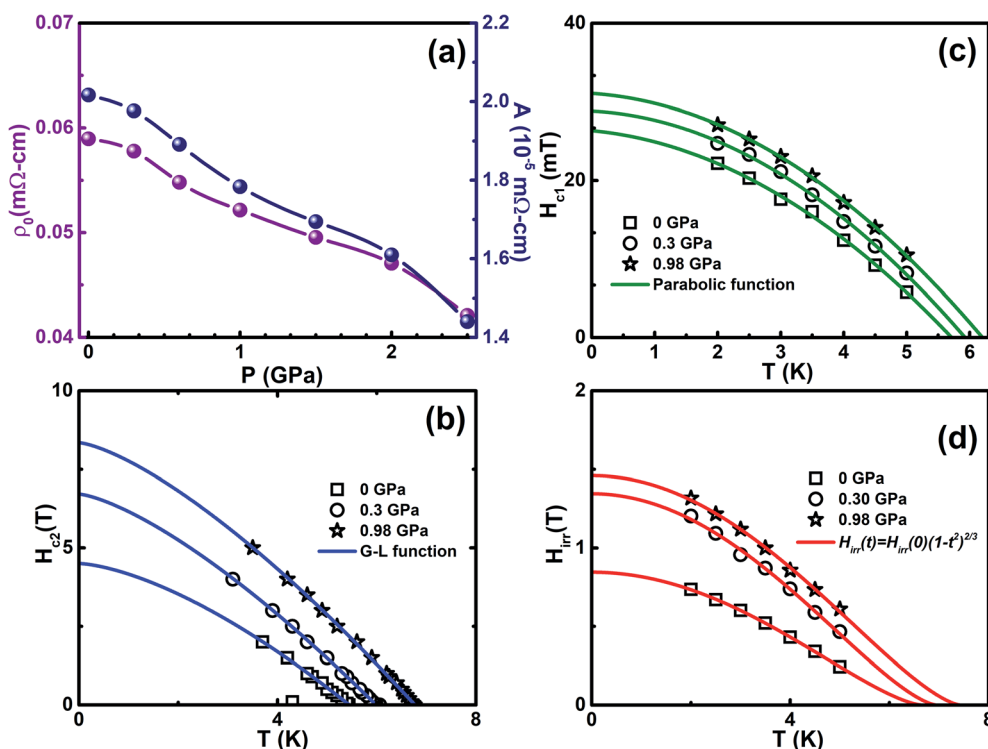 (a)
0.07
0.06
0.05
0.04
ρ0(mΩ-cm)
2.2
2.0
1.8
1.6
1.4
A (10-5 mΩ-cm)
0 1 2
P (GPa)
(c)
40
20
0
Hc1 (mT)
0 GPa
0.3 GPa
0.98 GPa
Parabolic function
0 1 2 3 4 5 6
T (K)
(b)
10
5
0
Hc2(T)
0 GPa
0.3 GPa
0.98 GPa
G-L function
0 4 8
T (K)
(d)
2
1
0
Hirr(T)
0 GPa
0.30 GPa
0.98 GPa
Hirr(t)=Hirr(0)(1-t2)2/3
0 4 8
T (K)